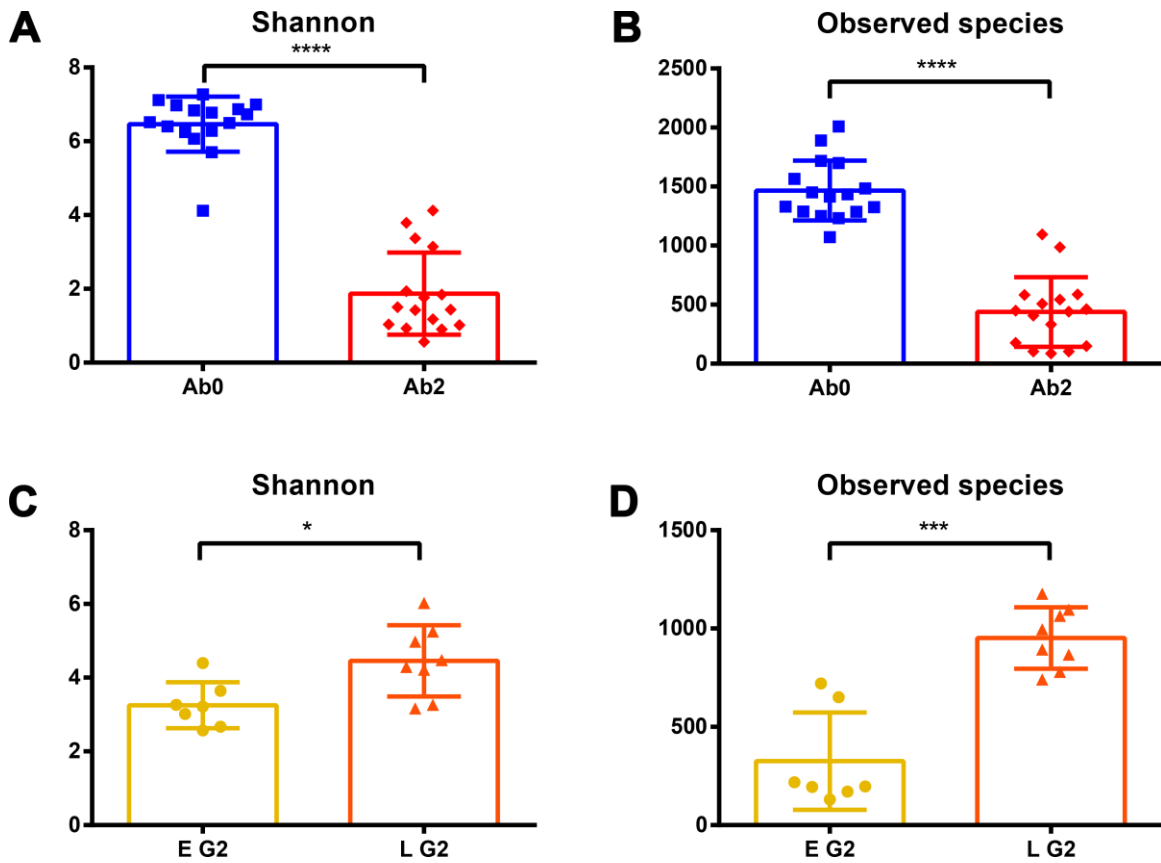 A
Shannon
****
8
6
4
2
0
Ab0 Ab2
B
Observed species
****
2500
2000
1500
1000
500
0
Ab0 Ab2
C
Shannon
*
8
6
4
2
0
E G2 L G2
D
Observed species
***
1500
1000
500
0
E G2 L G2